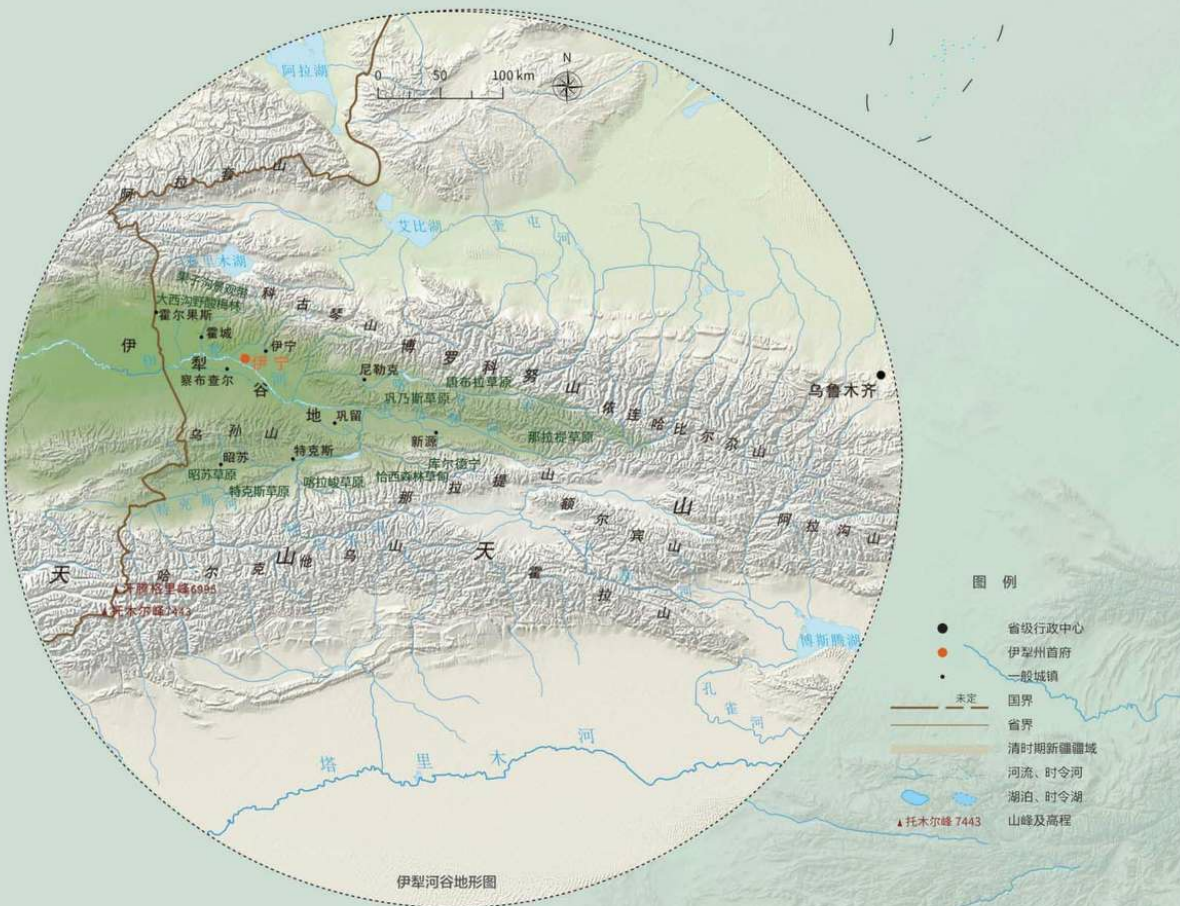 阿拉湖
0 50 100 km
N
阿拉套山
艾比湖
奎屯河
赛里木湖
果子沟景观带
大西沟野酸梅林
霍尔果斯
科古琴山
霍城
伊宁
伊宁
伊犁谷地
察布查尔
尼勒克
博罗科努山
唐布拉草原
乌鲁木齐
巩乃斯草原
巩留
依连哈比尔尕山
乌孙山
新源
那拉提草原
昭苏
特克斯
昭苏草原
库尔德宁
特克斯草原
喀拉峻草原
恰西森林草甸
特克斯河
那拉提山
额尔宾山
阿拉沟山
天山
天山
哈尔克他乌山
霍拉山
汗腾格里峰6995
托木尔峰7443
博斯腾湖
孔雀河
塔里木河
伊犁河谷地形图
图 例
省级行政中心
伊犁州首府
一般城镇
未定
国界
省界
清时期新疆疆域
河流、时令河
湖泊、时令湖
托木尔峰 7443
山峰及高程